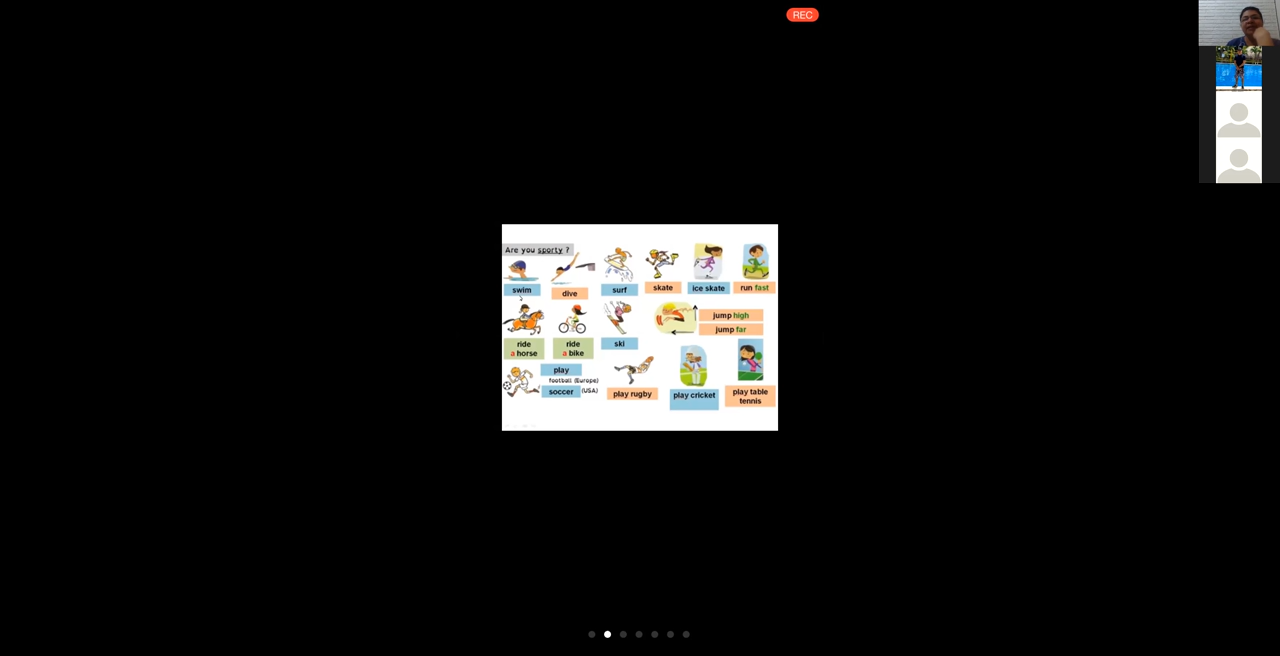 REC
Are you sporty ?
swim
dive
surf
skate
ice skate
run fast
ride
a horse
ride
a bike
ski
jump high
jump far
play
football (Europe)
soccer (USA)
play rugby
play cricket
play table
tennis